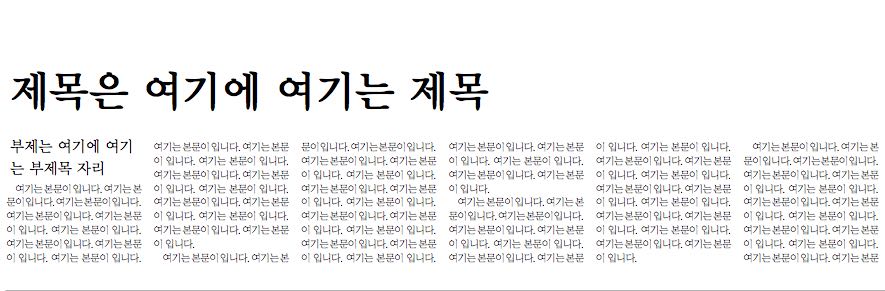 제목은 여기에 여기는 제목
부제는 여기에 여기
는 부제목 자리
여기는 본문이 입니다. 여기는 본
문이 입니다. 여기는 본문이 입니다.
여기는 본문이 입니다. 여기는 본문
이 입니다. 여기는 본문이 입니다.
여기는 본문이 입니다. 여기는 본문
이 입니다. 여기는 본문이 입니다.
여기는 본문이 입니다. 여기는 본문
이 입니다. 여기는 본문이 입니다.
여기는 본문이 입니다. 여기는 본문
이 입니다. 여기는 본문이 입니다.
여기는 본문이 입니다. 여기는 본문
이 입니다. 여기는 본문이 입니다.
여기는 본문이 입니다. 여기는 본문
이 입니다.
여기는 본문이 입니다. 여기는 본
문이 입니다. 여기는 본문이 입니다.
여기는 본문이 입니다. 여기는 본문
이 입니다. 여기는 본문이 입니다.
여기는 본문이 입니다. 여기는 본문
이 입니다. 여기는 본문이 입니다.
여기는 본문이 입니다. 여기는 본문
이 입니다. 여기는 본문이 입니다.
여기는 본문이 입니다. 여기는 본문
이 입니다. 여기는 본문이 입니다.
여기는 본문이 입니다. 여기는 본문
이 입니다. 여기는 본문이 입니다.
여기는 본문이 입니다. 여기는 본문
이 입니다.
여기는 본문이 입니다. 여기는 본
문이 입니다. 여기는 본문이 입니다.
여기는 본문이 입니다. 여기는 본문
이 입니다. 여기는 본문이 입니다.
여기는 본문이 입니다. 여기는 본문
이 입니다. 여기는 본문이 입니다.
여기는 본문이 입니다. 여기는 본문
이 입니다. 여기는 본문이 입니다.
여기는 본문이 입니다. 여기는 본문
이 입니다. 여기는 본문이 입니다.
여기는 본문이 입니다. 여기는 본문
이 입니다. 여기는 본문이 입니다.
여기는 본문이 입니다. 여기는 본문
이 입니다.
여기는 본문이 입니다. 여기는 본
문이 입니다. 여기는 본문이 입니다.
여기는 본문이 입니다. 여기는 본문
이 입니다. 여기는 본문이 입니다.
여기는 본문이 입니다. 여기는 본문
이 입니다. 여기는 본문이 입니다.
여기는 본문이 입니다. 여기는 본문
이 입니다. 여기는 본문이 입니다.
여기는 본문이 입니다. 여기는 본문